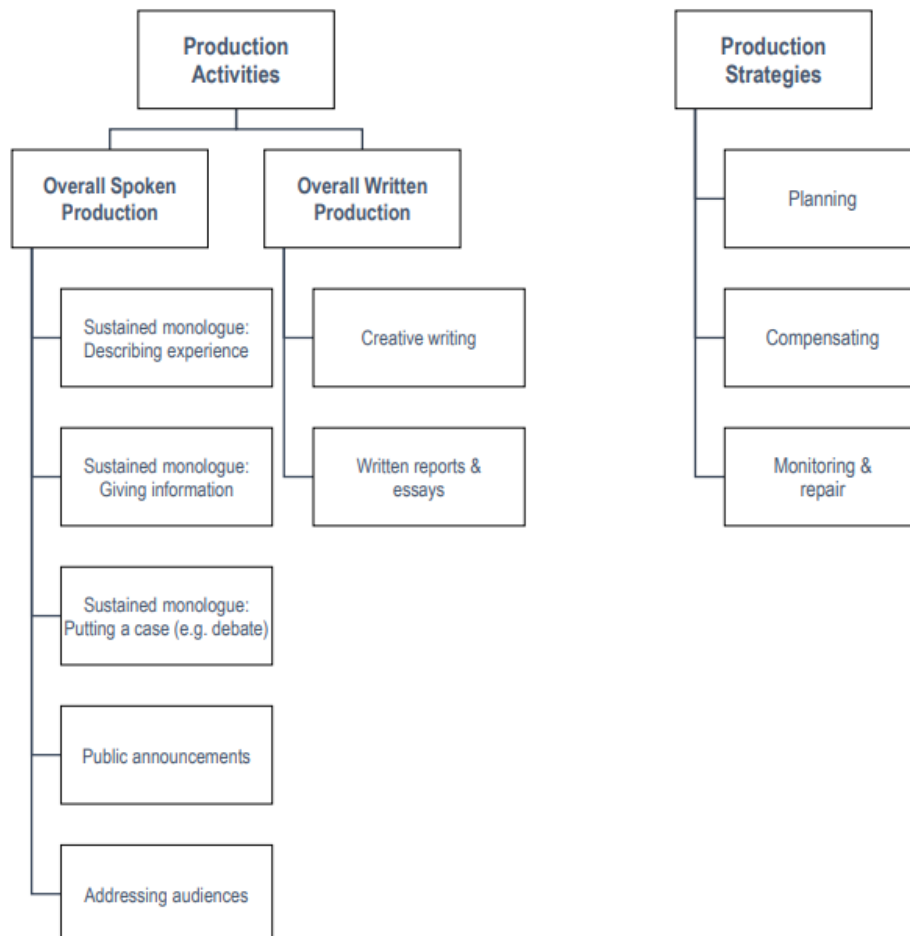 Production
Activities
Production
Strategies
Overall Spoken
Production
Overall Written
Production
Planning
Sustained monologue:
Describing experience
Creative writing
Compensating
Sustained monologue:
Giving information
Written reports &
essays
Monitoring &
repair
Sustained monologue:
Putting a case (e.g. debate)
Public announcements
Addressing audiences